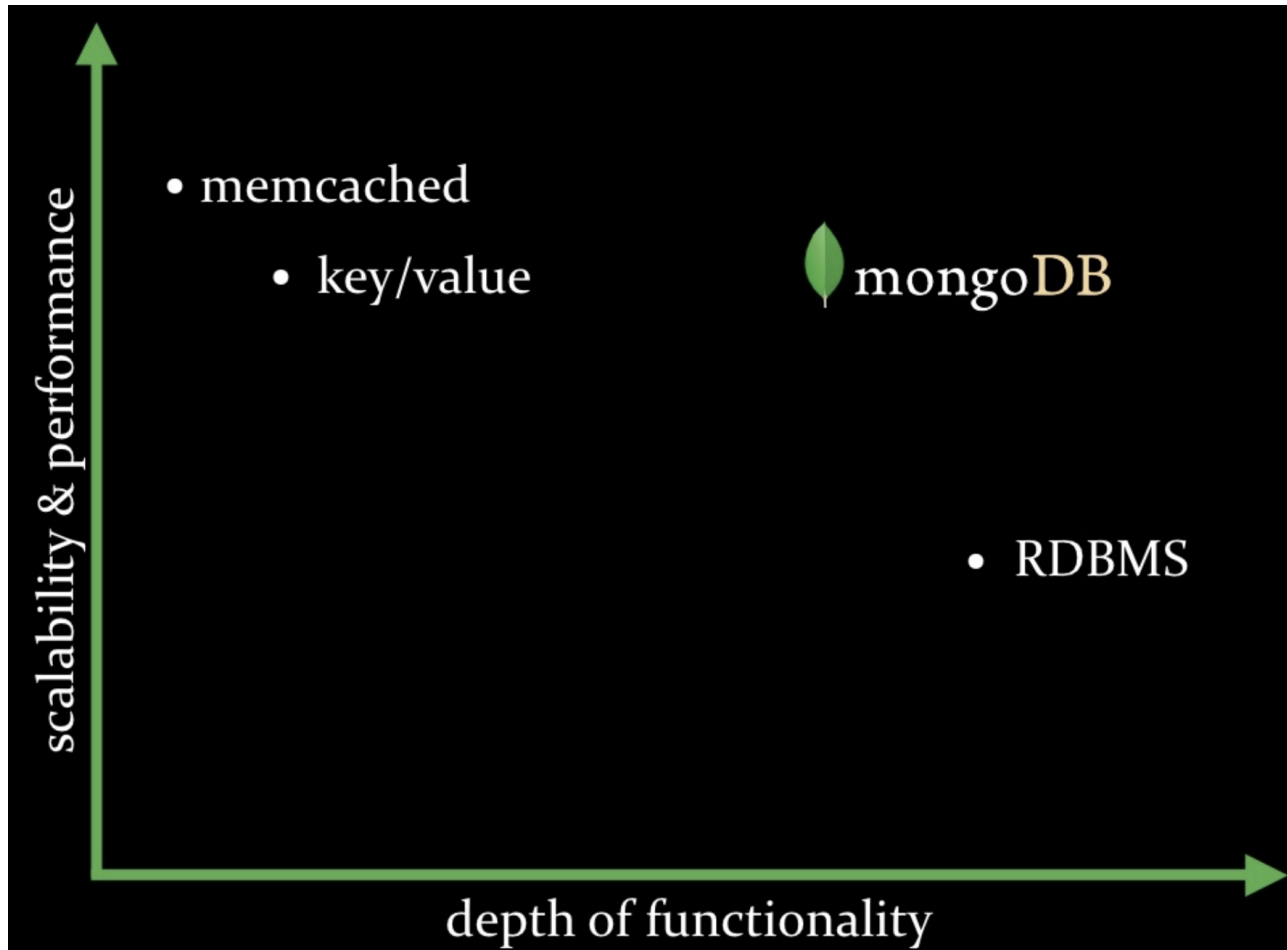 scalability & performance
• memcached
• key/value
mongoDB
• RDBMS
depth of functionality